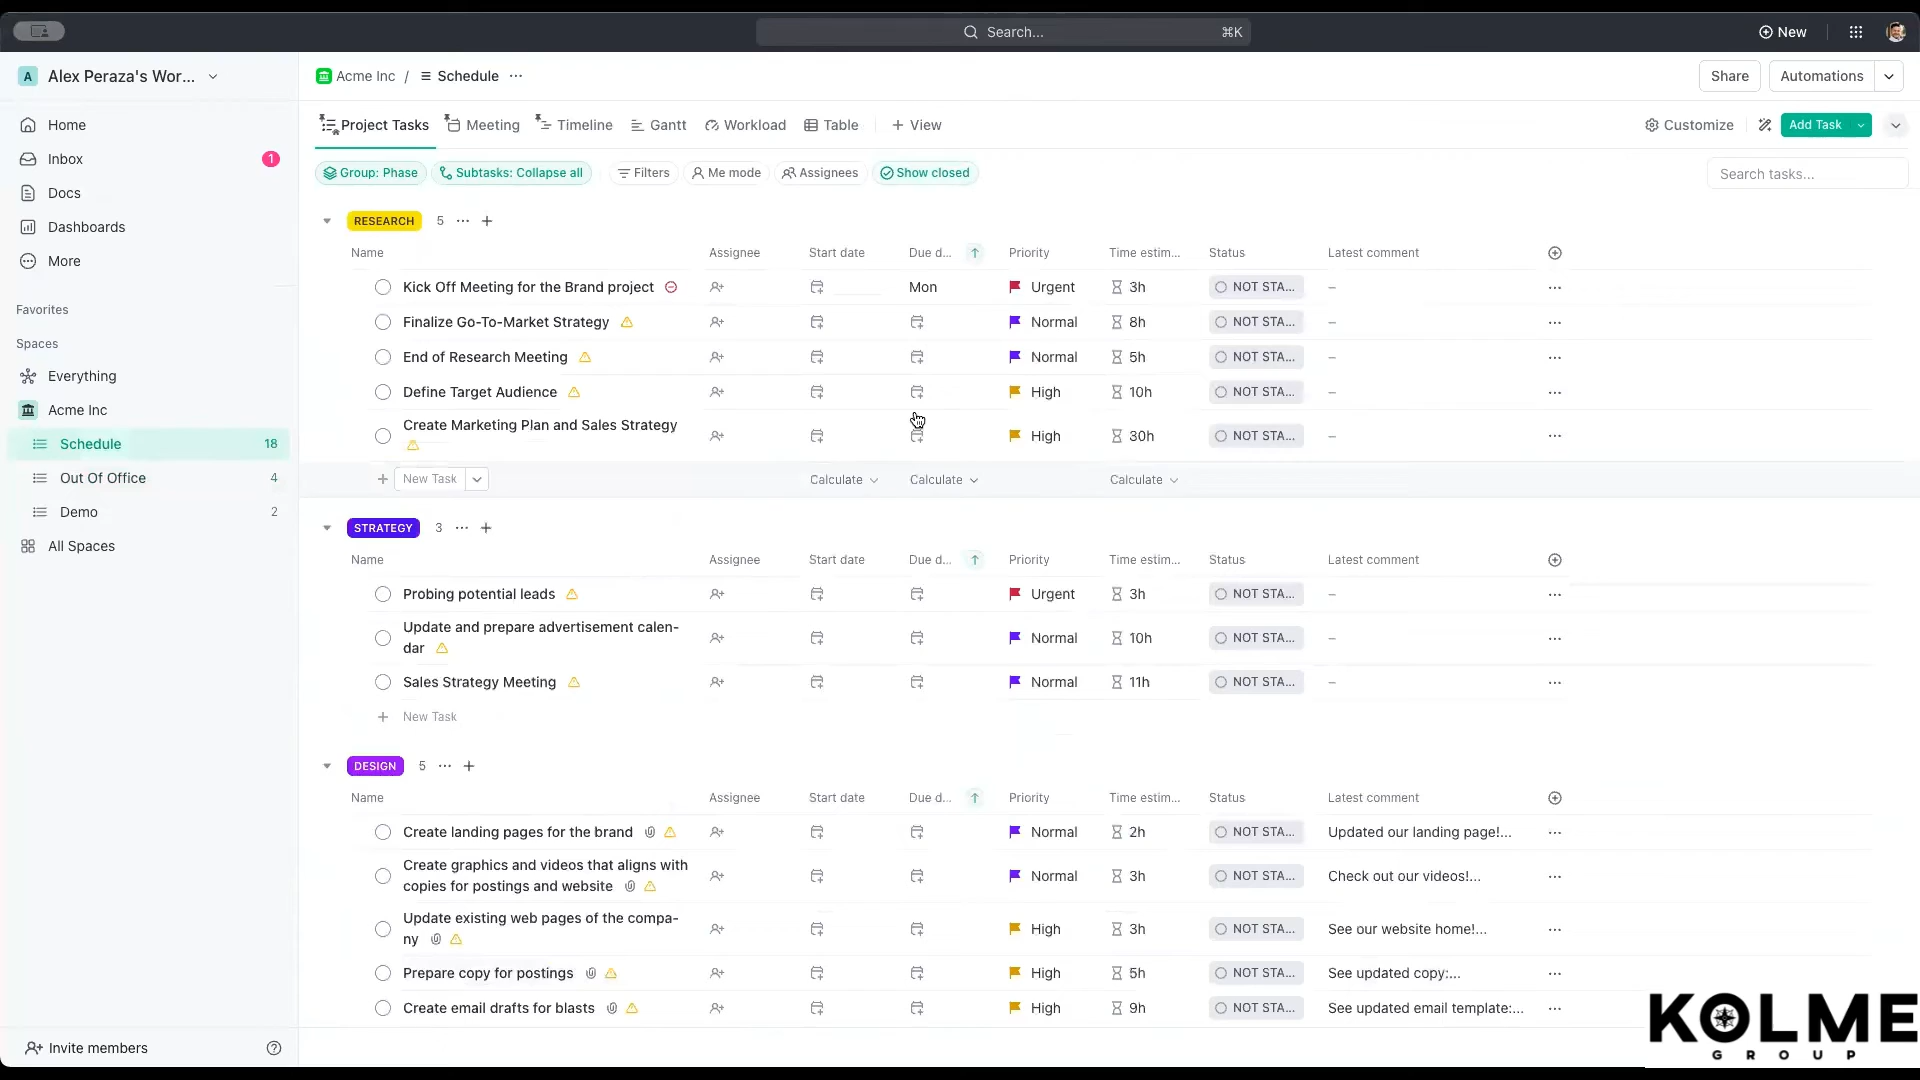 Search...
⌘K
New
A
Alex Peraza's Wor...
Acme Inc / Schedule ...
Share
Automations
Home
Inbox
1
Docs
Dashboards
More
Favorites
Spaces
Everything
Acme Inc
Schedule 18
Out Of Office 4
Demo 2
All Spaces
Invite members
Project Tasks
Meeting
Timeline
Gantt
Workload
Table
+ View
Customize
Add Task
Group: Phase
Subtasks: Collapse all
Filters
Me mode
Assignees
Show closed
Search tasks...
RESEARCH 5 ... +
Name Assignee Start date Due d... Priority Time estim... Status Latest comment
Kick Off Meeting for the Brand project Mon Urgent 3h NOT STA... –
Finalize Go-To-Market Strategy Normal 8h NOT STA... –
End of Research Meeting Normal 5h NOT STA... –
Define Target Audience High 10h NOT STA... –
Create Marketing Plan and Sales Strategy High 30h NOT STA... –
+ New Task Calculate Calculate Calculate
STRATEGY 3 ... +
Name Assignee Start date Due d... Priority Time estim... Status Latest comment
Probing potential leads Urgent 3h NOT STA... –
Update and prepare advertisement calen-
dar Normal 10h NOT STA... –
Sales Strategy Meeting Normal 11h NOT STA... –
+ New Task
DESIGN 5 ... +
Name Assignee Start date Due d... Priority Time estim... Status Latest comment
Create landing pages for the brand Normal 2h NOT STA... Updated our landing page!...
Create graphics and videos that aligns with
copies for postings and website Normal 3h NOT STA... Check out our videos!...
Update existing web pages of the compa-
ny High 3h NOT STA... See our website home!...
Prepare copy for postings High 5h NOT STA... See updated copy:...
Create email drafts for blasts High 9h NOT STA... See updated email template:...
KOLME
GROUP